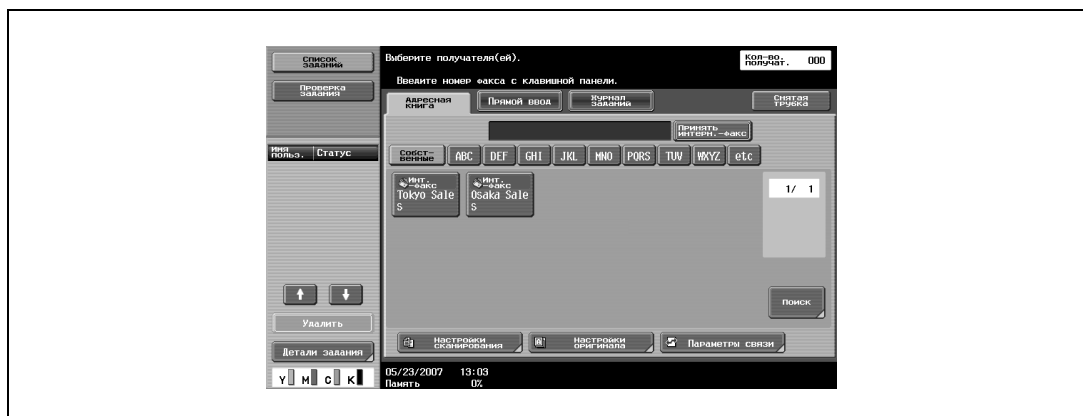 Список
заданий
Проверка
задания
Имя
польз.
Статус
Удалить
Детали задания
Y M C K
Выберите получателя(ей).
Кол-во.
получат.
000
Введите номер факса с клавишной панели.
Адресная
книга
Прямой ввод
Журнал
заданий
Снятая
трубка
Принять
интерн.-факс
Собст-
венные
ABC DEF GHI JKL MNO PQRS TUV WXYZ etc
Инт.
-факс
Tokyo Sale
s
Инт.
-факс
Osaka Sale
s
1/ 1
Поиск
Настройки
сканирования
Настройки
оригинала
Параметры связи
05/23/2007 13:03
Память 0%